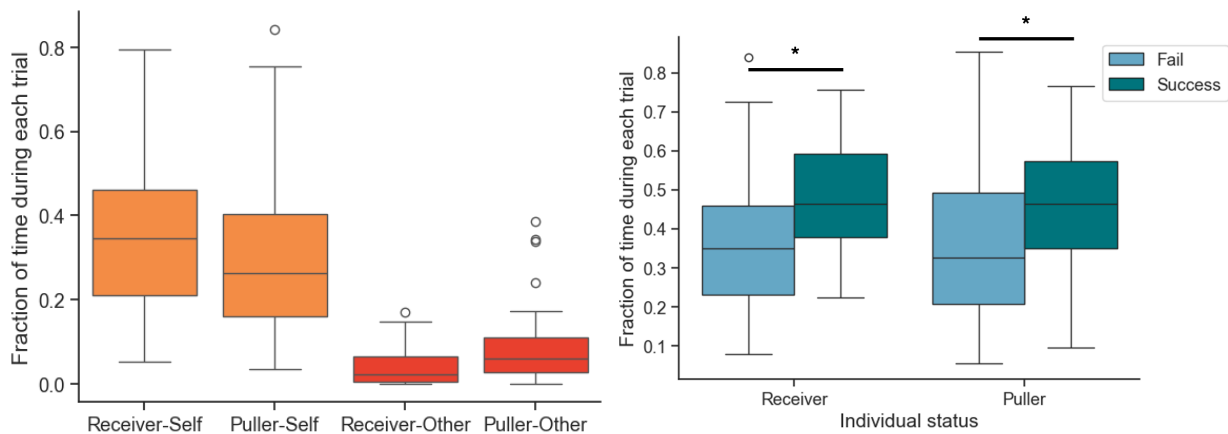 Fraction of time during each trial
0.8
0.6
0.4
0.2
0.0
Receiver-Self Puller-Self Receiver-Other Puller-Other
Fraction of time during each trial
0.8
0.7
0.6
0.5
0.4
0.3
0.2
0.1
*
*
Fail
Success
Receiver Puller
Individual status